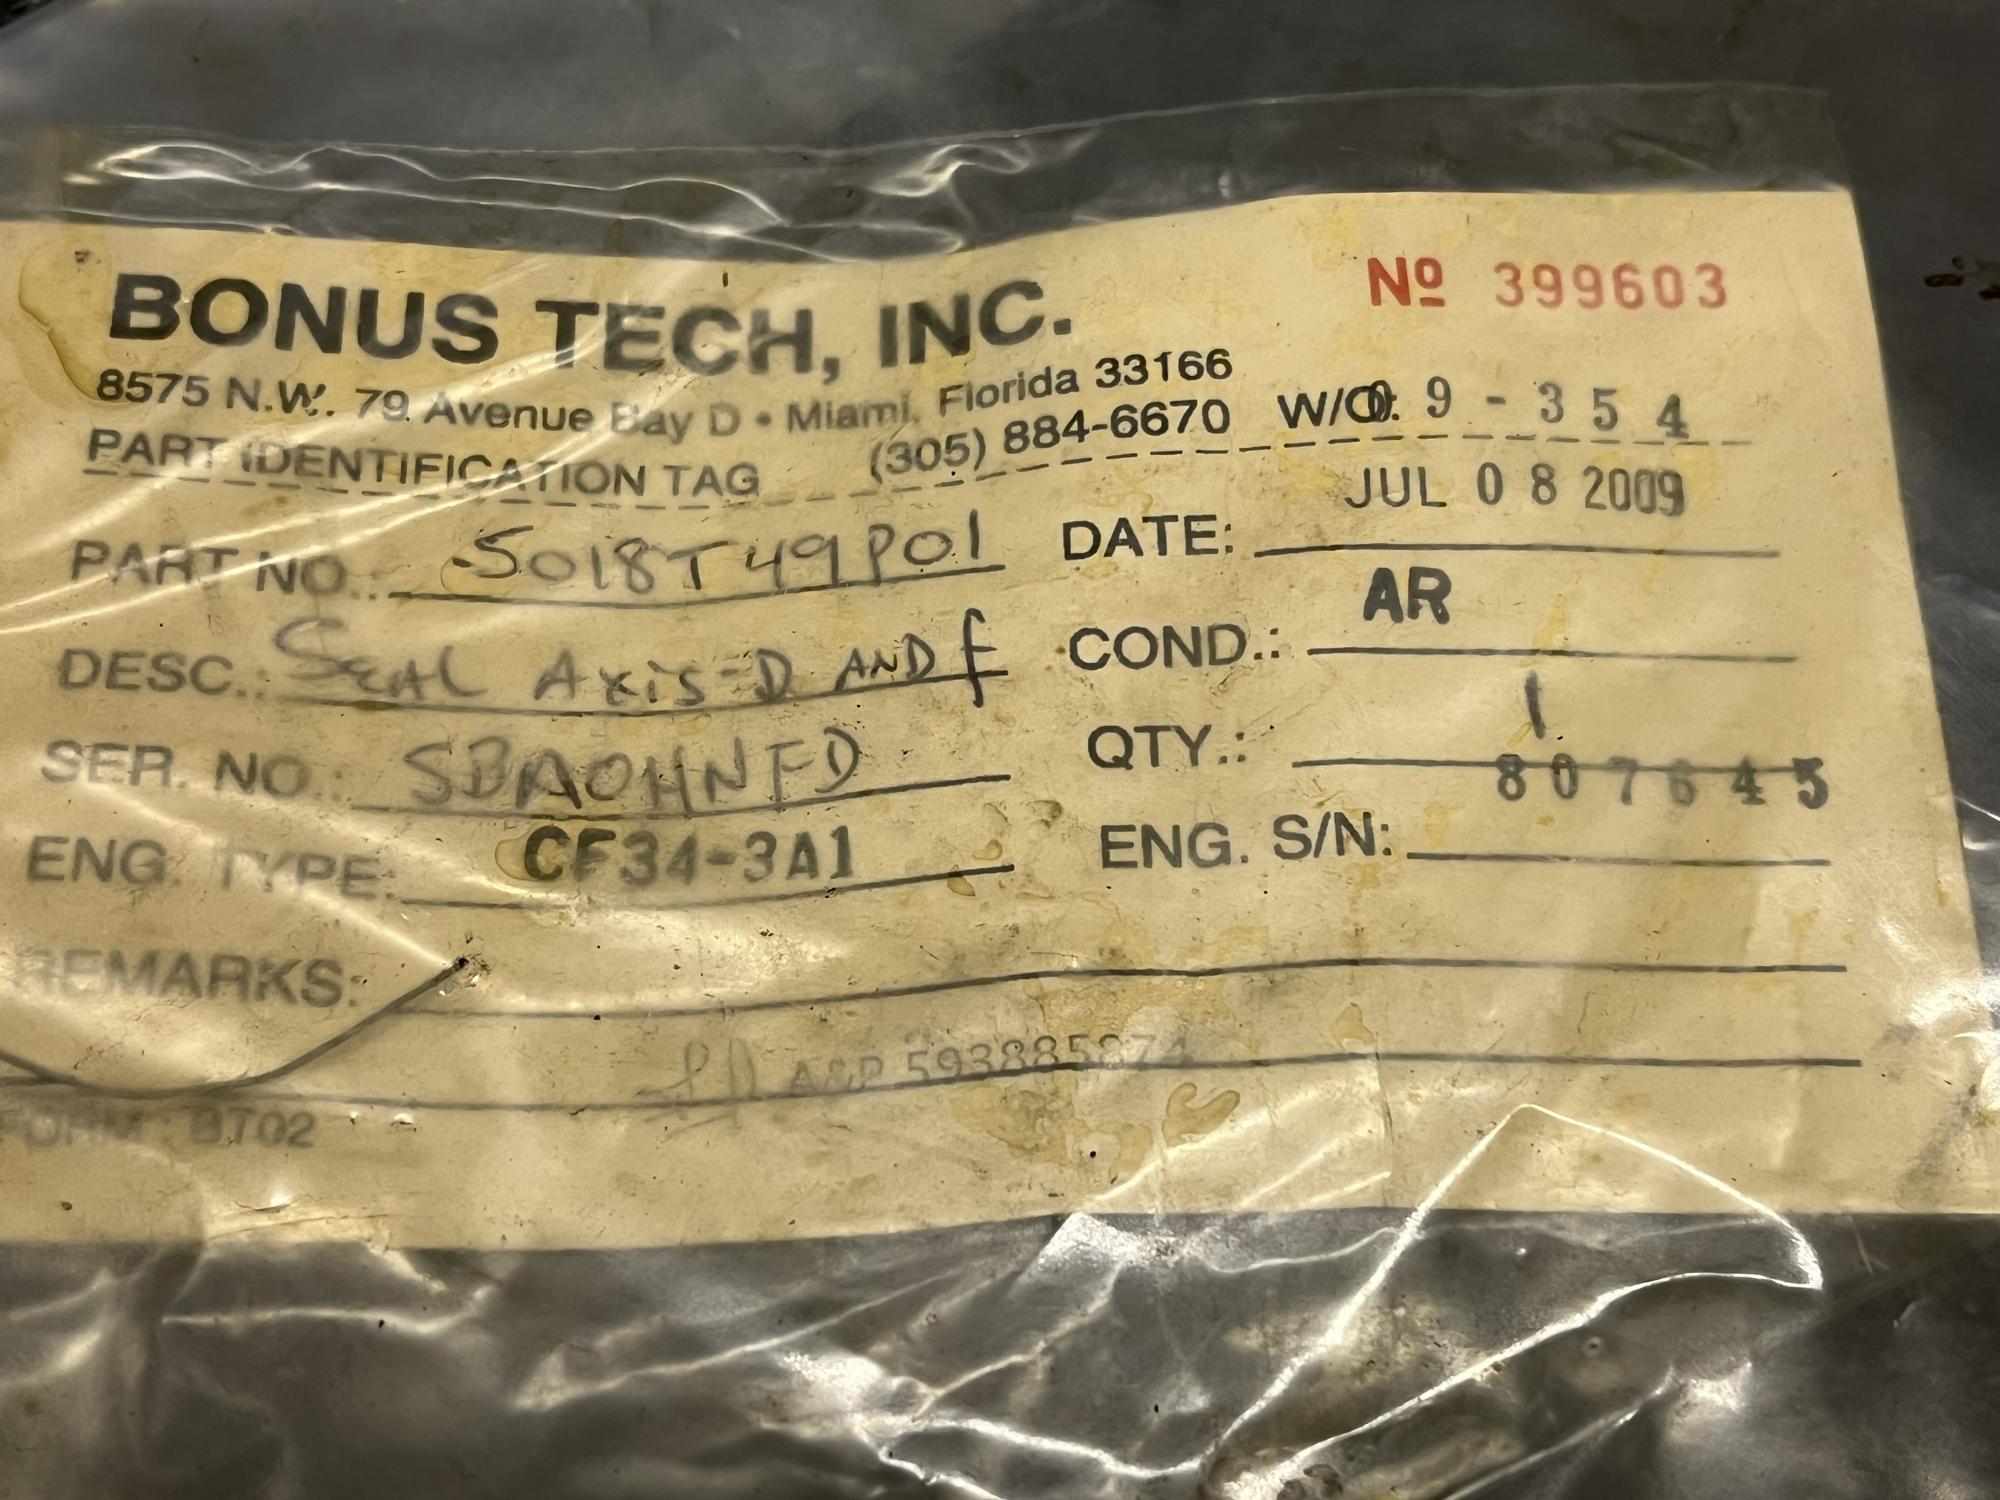 BONUS TECH, INC.
Nº 399603
8575 N.W. 79 Avenue Bay D • Miami, Florida 33166
(305) 884-6670
W/O: 09-354
PART IDENTIFICATION TAG
PART NO.: 5018T49P01
DATE: JUL 08 2009
DESC.: Seal Axis-D AND F
COND.: AR
SER. NO.: SBAOHNFD
QTY.: 1
ENG. TYPE: CF34-3A1
ENG. S/N: 807645
REMARKS:
A&P 593885874
FORM: BT02